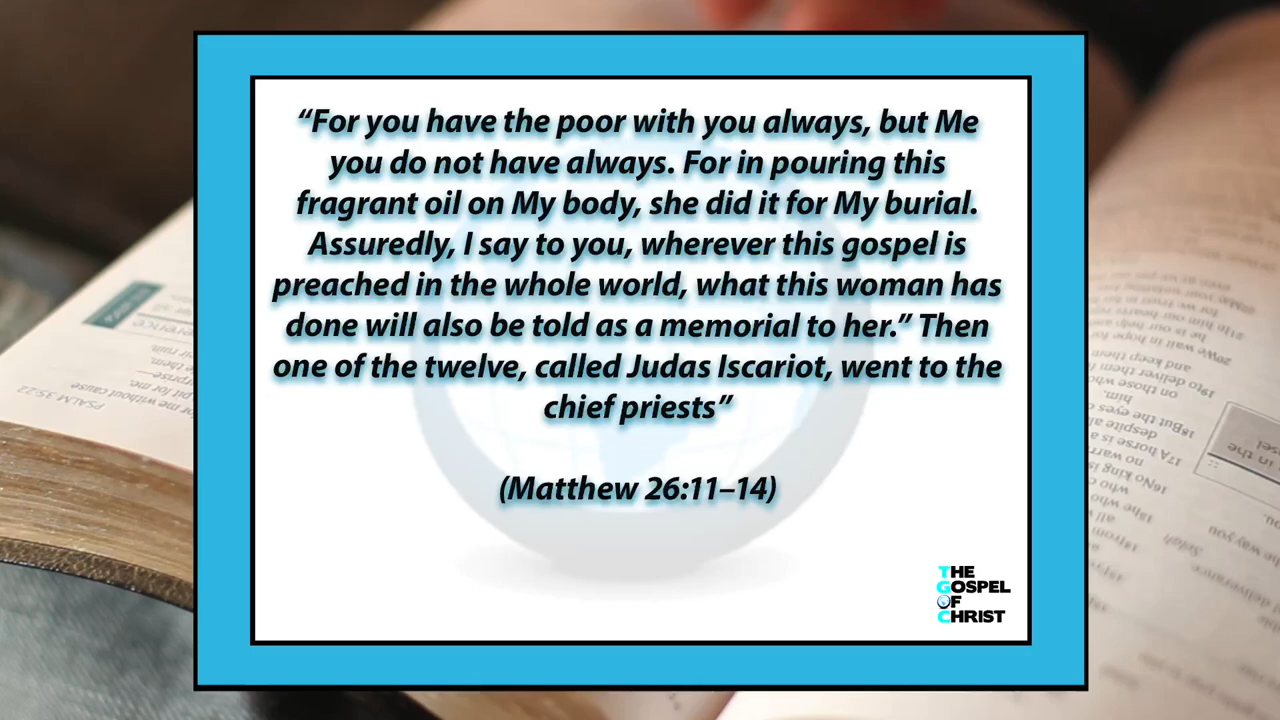 “For you have the poor with you always, but Me
you do not have always. For in pouring this
fragrant oil on My body, she did it for My burial.
Assuredly, I say to you, wherever this gospel is
preached in the whole world, what this woman has
done will also be told as a memorial to her.” Then
one of the twelve, called Judas Iscariot, went to the
chief priests”
(Matthew 26:11–14)
THE
GOSPEL
OF
CHRIST
PSALM 35:22